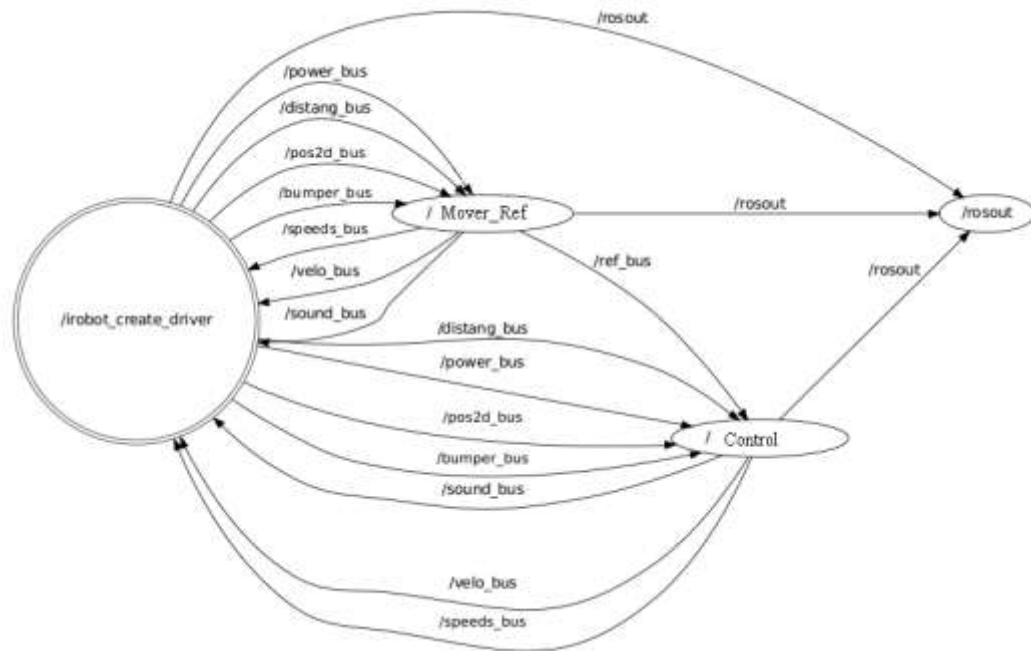 /rosout
/power_bus
/distang_bus
/pos2d_bus
/bumper_bus
/ Mover_Ref
/rosout
/rosout
/speeds_bus
/ref_bus
/velo_bus
/rosout
/sound_bus
/irobot_create_driver
/distang_bus
/power_bus
/pos2d_bus
/ Control
/bumper_bus
/sound_bus
/velo_bus
/speeds_bus